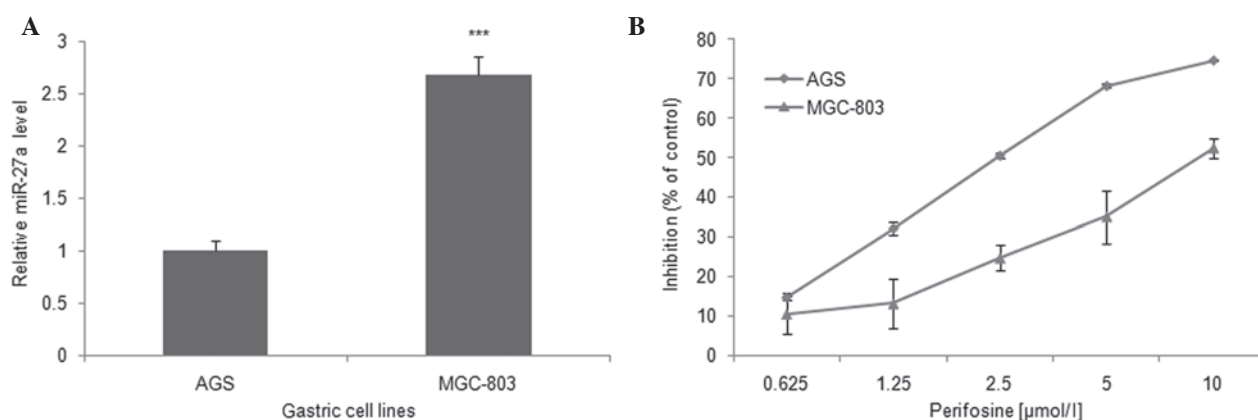 A
Relative miR-27a level
3
2.5
2
1.5
1
0.5
0
***
AGS
MGC-803
Gastric cell lines
B
Inhibition (% of control)
80
70
60
50
40
30
20
10
0
AGS
MGC-803
0.625
1.25
2.5
5
10
Perifosine [μmol/l]